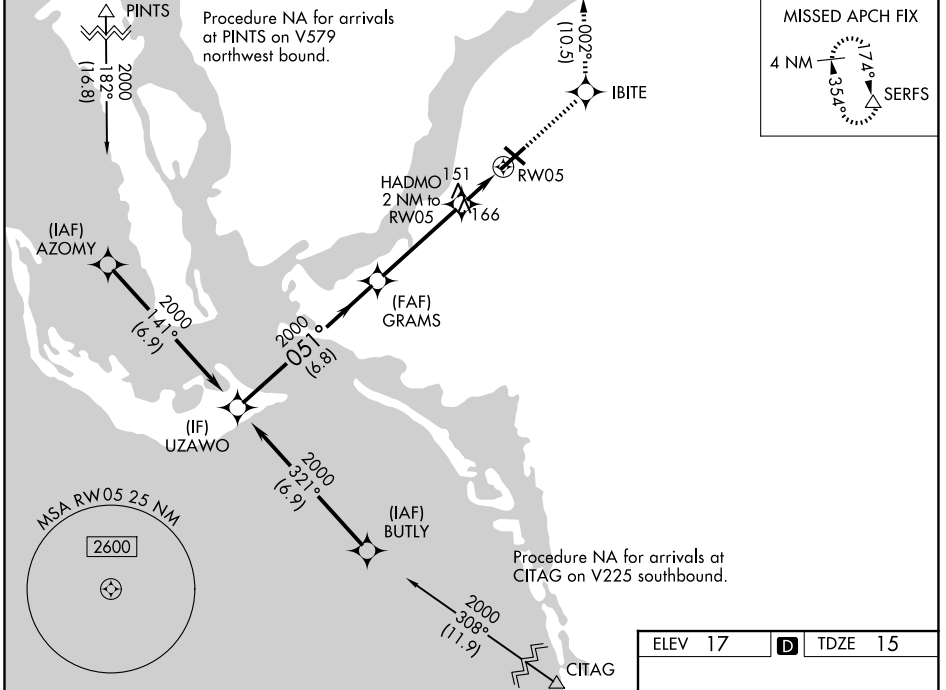 PINTS
2000
182°
(16.8)
Procedure NA for arrivals
at PINTS on V579
northwest bound.
002°
(10.5)
IBITE
MISSED APCH FIX
4 NM
174°
354°
SERFS
RW05
HADMO
2 NM to
RW05
151
166
(IAF)
AZOMY
2000
141°
(6.9)
(FAF)
GRAMS
2000
051°
(6.8)
(IF)
UZAWO
2000
321°
(6.9)
(IAF)
BUTLY
MSA RW05 25 NM
2600
Procedure NA for arrivals at
CITAG on V225 southbound.
2000
308°
(11.9)
CITAG
ELEV 17 D TDZE 15